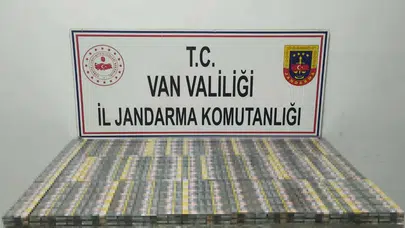 T.C.
VAN VALİLİĞİ
İL JANDARMA KOMUTANLIĞI